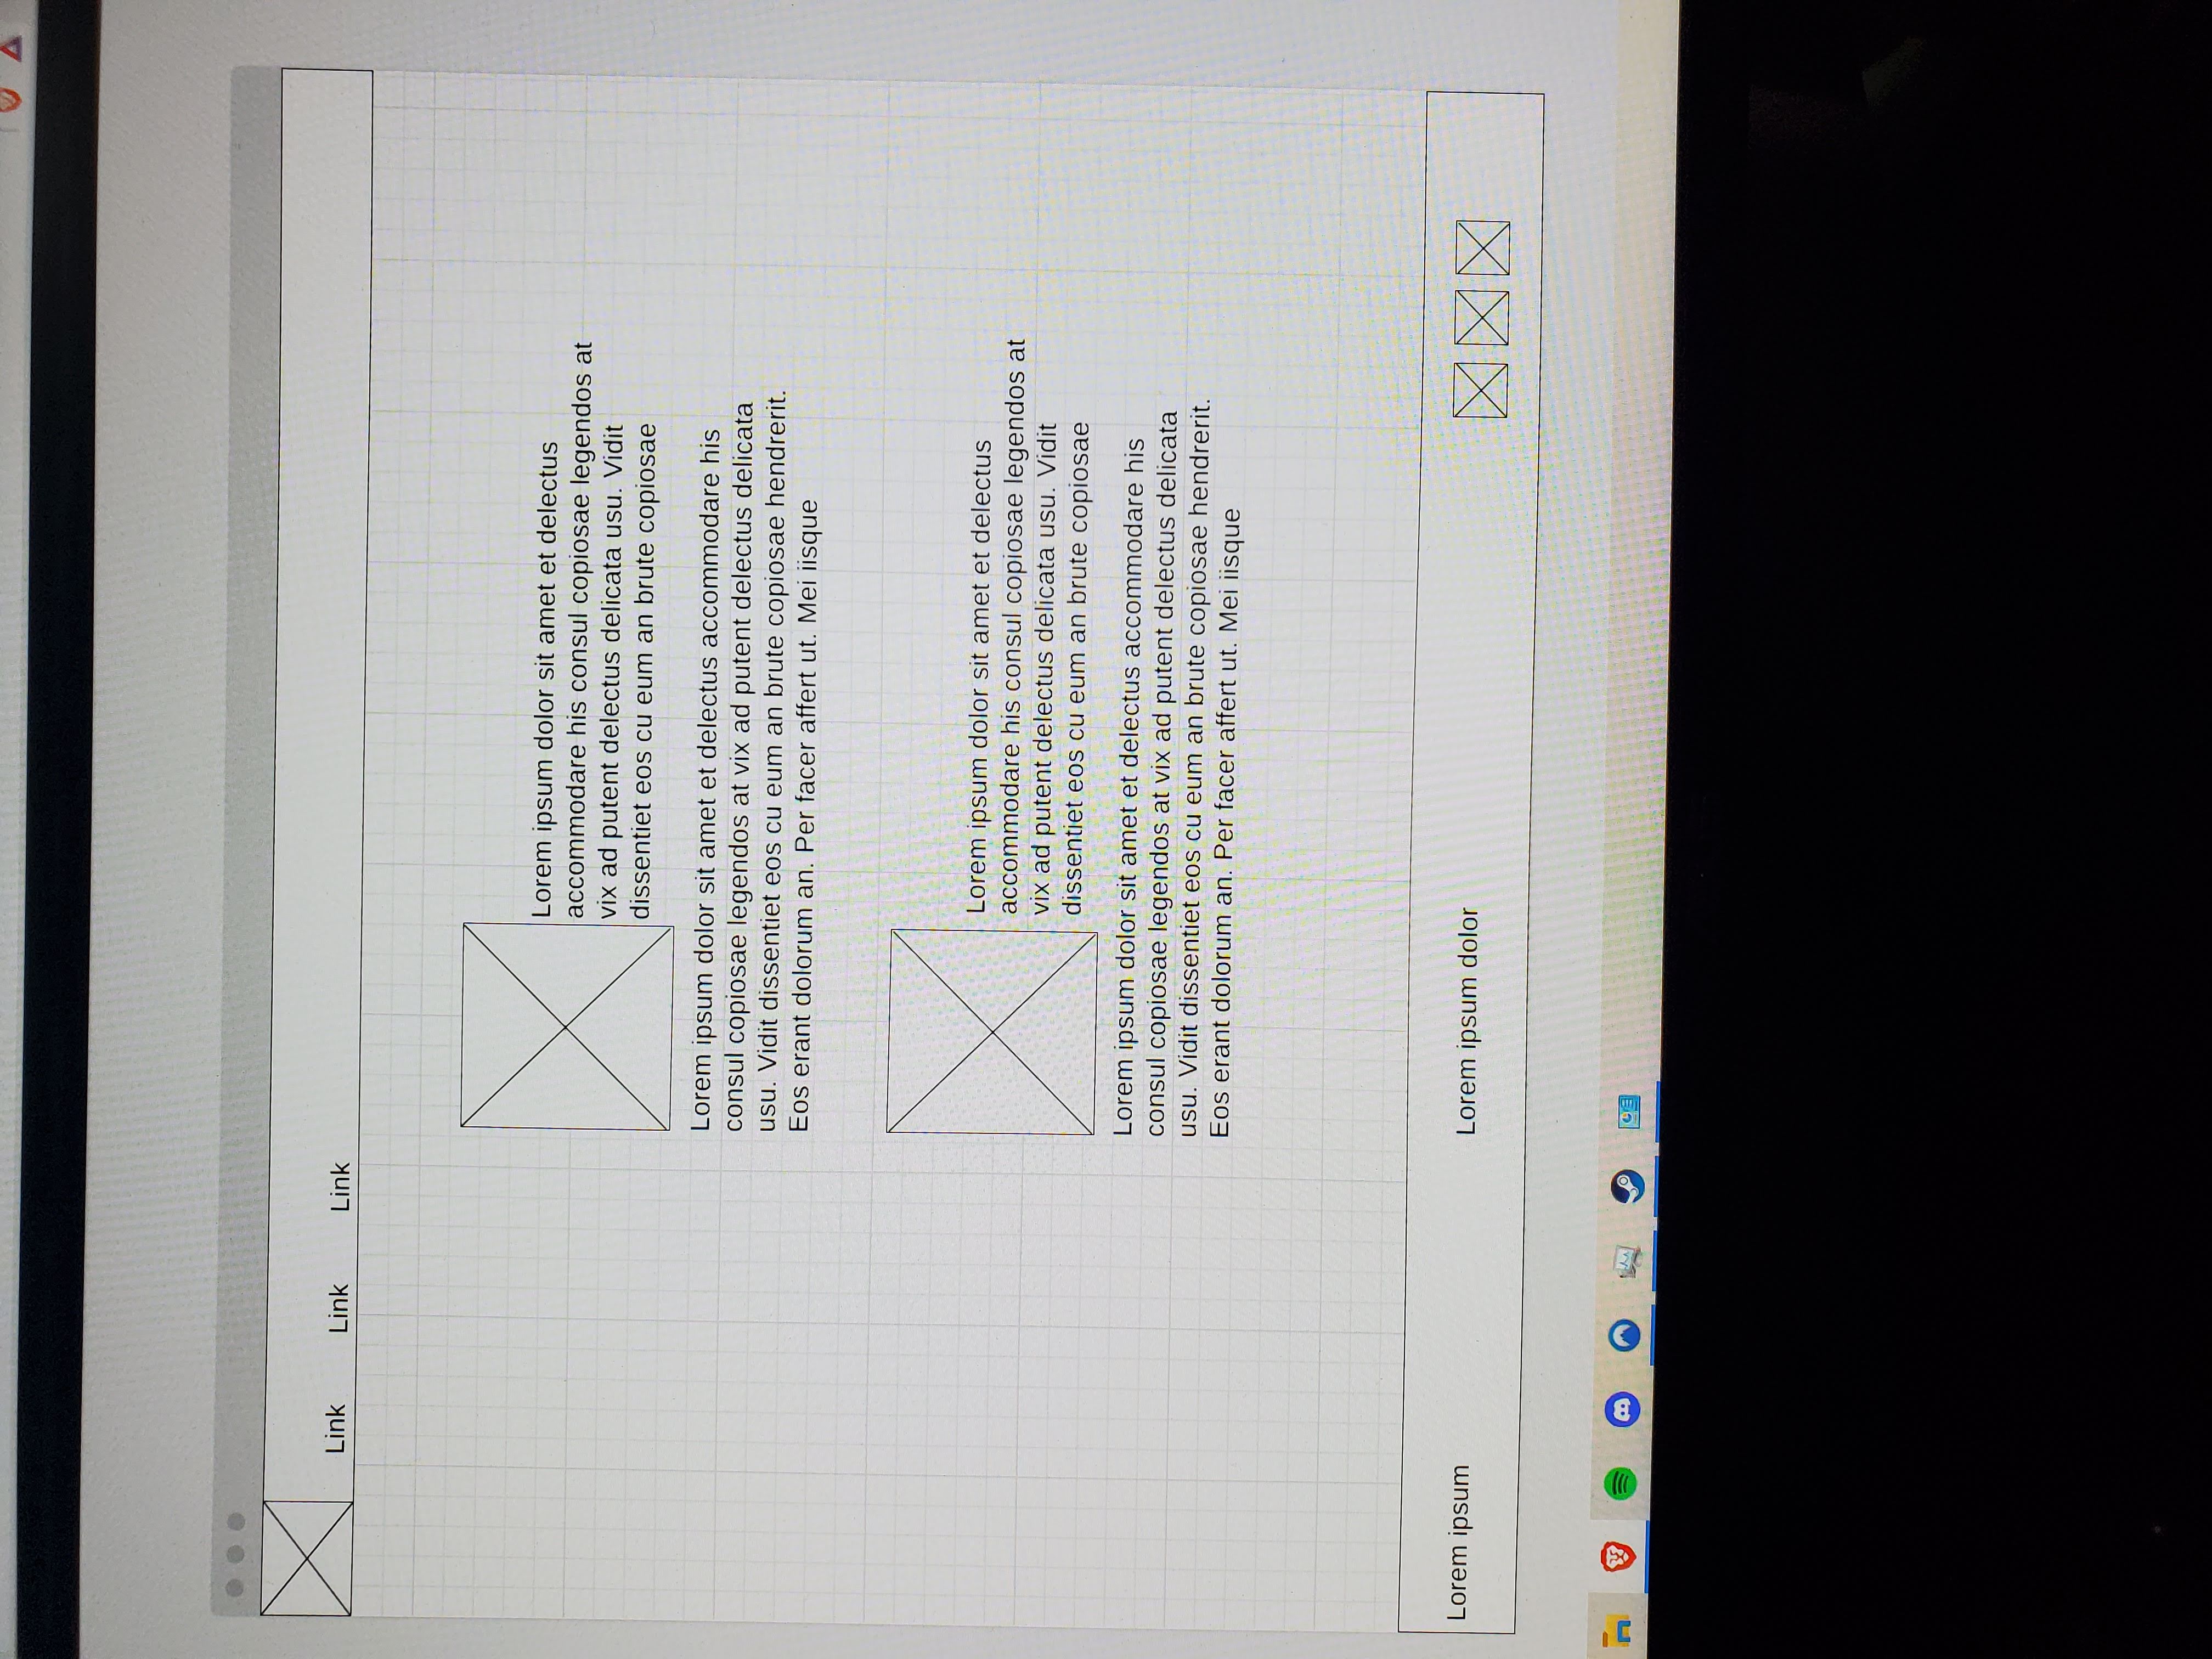 Link Link Link
Lorem ipsum dolor sit amet et delectus
accommodare his consul copiosae legendos at
vix ad putent delectus delicata usu. Vidit
dissentiet eos cu eum an brute copiosae
Lorem ipsum dolor sit amet et delectus accommodare his
consul copiosae legendos at vix ad putent delectus delicata
usu. Vidit dissentiet eos cu eum an brute copiosae hendrerit.
Eos erant dolorum an. Per facer affert ut. Mei iisque
Lorem ipsum dolor sit amet et delectus
accommodare his consul copiosae legendos at
vix ad putent delectus delicata usu. Vidit
dissentiet eos cu eum an brute copiosae
Lorem ipsum dolor sit amet et delectus accommodare his
consul copiosae legendos at vix ad putent delectus delicata
usu. Vidit dissentiet eos cu eum an brute copiosae hendrerit.
Eos erant dolorum an. Per facer affert ut. Mei iisque
Lorem ipsum Lorem ipsum dolor